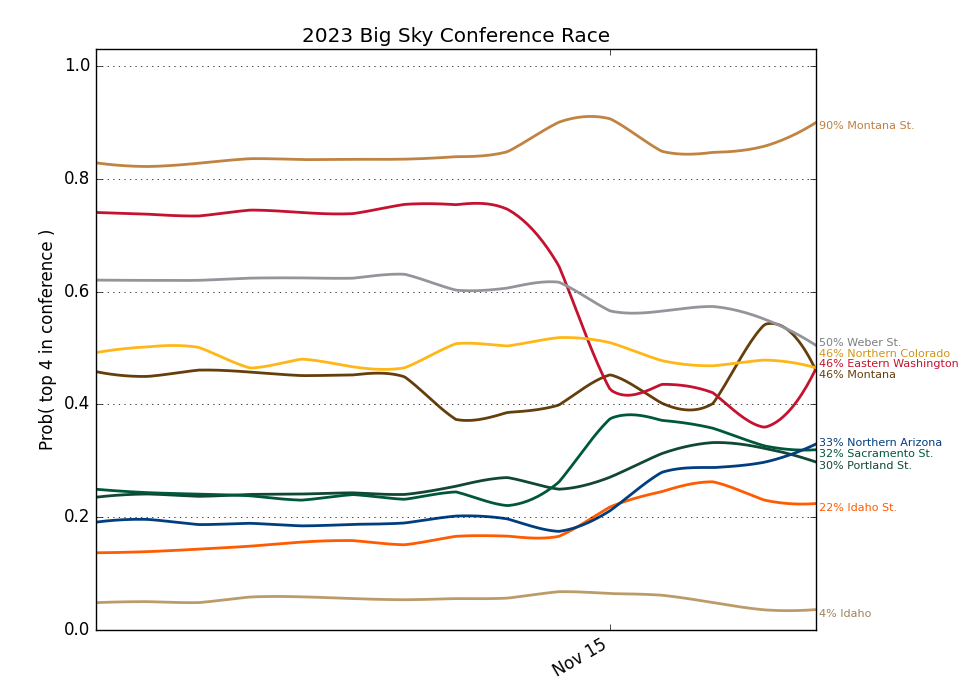 2023 Big Sky Conference Race
Prob( top 4 in conference )
1.0
0.8
0.6
0.4
0.2
0.0
Nov 15
90% Montana St.
50% Weber St.
46% Northern Colorado
46% Eastern Washington
46% Montana
33% Northern Arizona
32% Sacramento St.
30% Portland St.
22% Idaho St.
4% Idaho